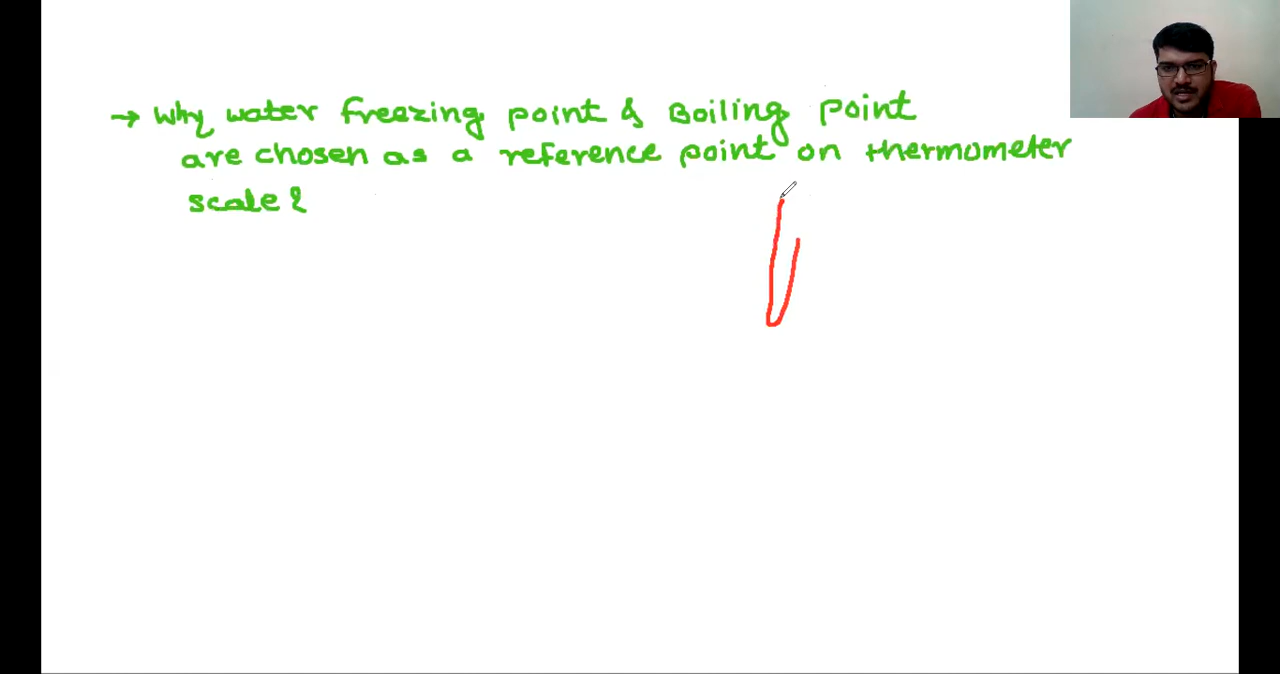 → Why water freezing point & Boiling point
are chosen as a reference point on thermometer
scale?